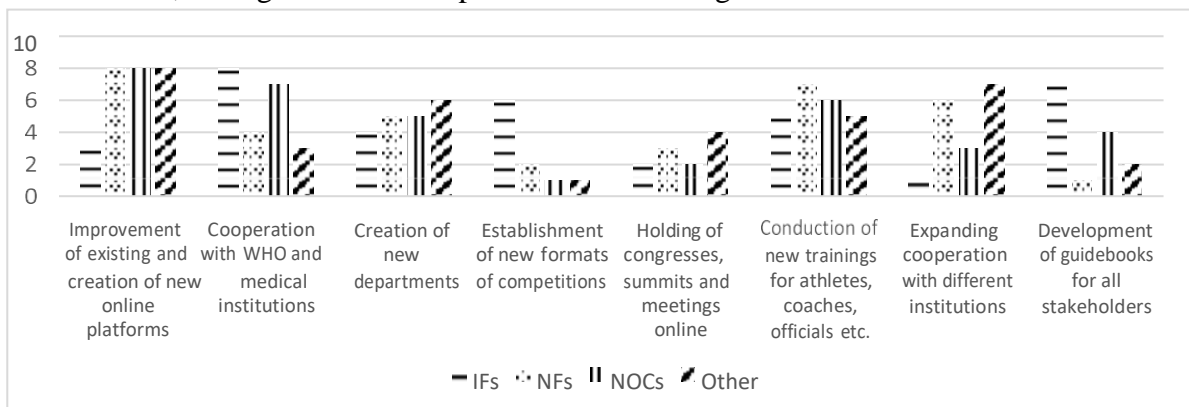 10
8
6
4
2
0
Improvement
of existing and
creation of new
online
platforms
Cooperation
with WHO and
medical
institutions
Creation of
new
departments
Establishment
of new formats
of competitions
Holding of
congresses,
summits and
meetings
online
Conduction of
new trainings
for athletes,
coaches,
officials etc.
Expanding
cooperation
with different
institutions
Development
of guidebooks
for all
stakeholders
IFs NFs NOCs Other